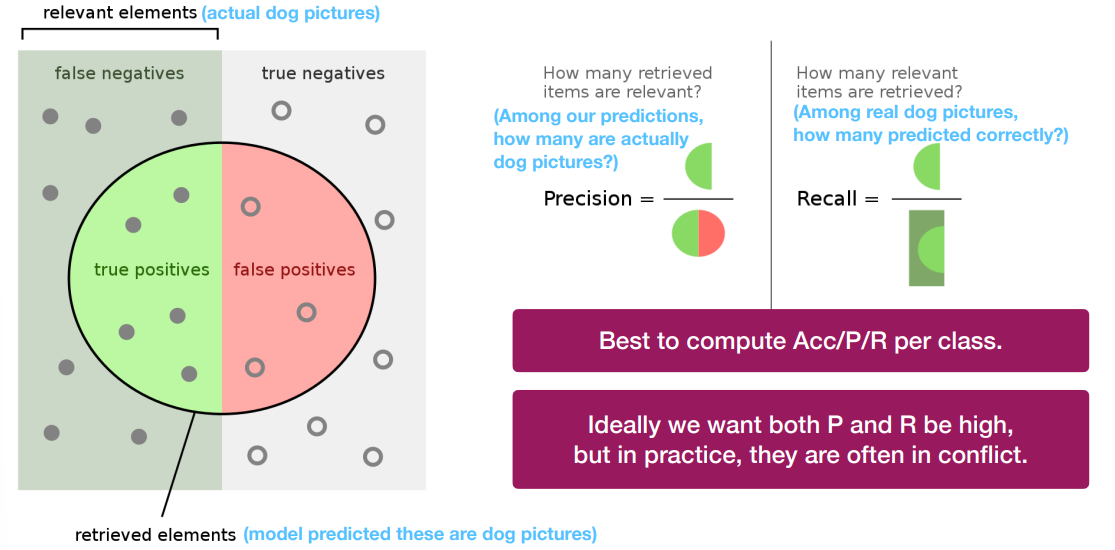 relevant elements (actual dog pictures)
false negatives
true negatives
true positives
false positives
retrieved elements (model predicted these are dog pictures)
How many retrieved
items are relevant?
(Among our predictions,
how many are actually
dog pictures?)
Precision =
How many relevant
items are retrieved?
(Among real dog pictures,
how many predicted correctly?)
Recall =
Best to compute Acc/P/R per class.
Ideally we want both P and R be high,
but in practice, they are often in conflict.